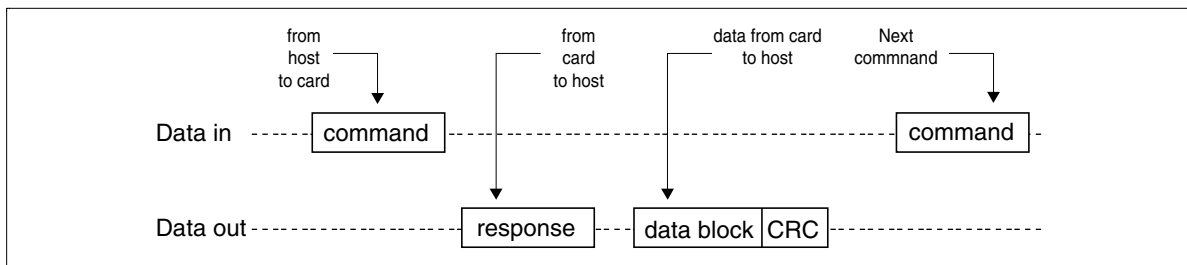 from
host
to card
from
card
to host
data from card
to host
Next
commnand
Data in
command
command
Data out
response
data block
CRC